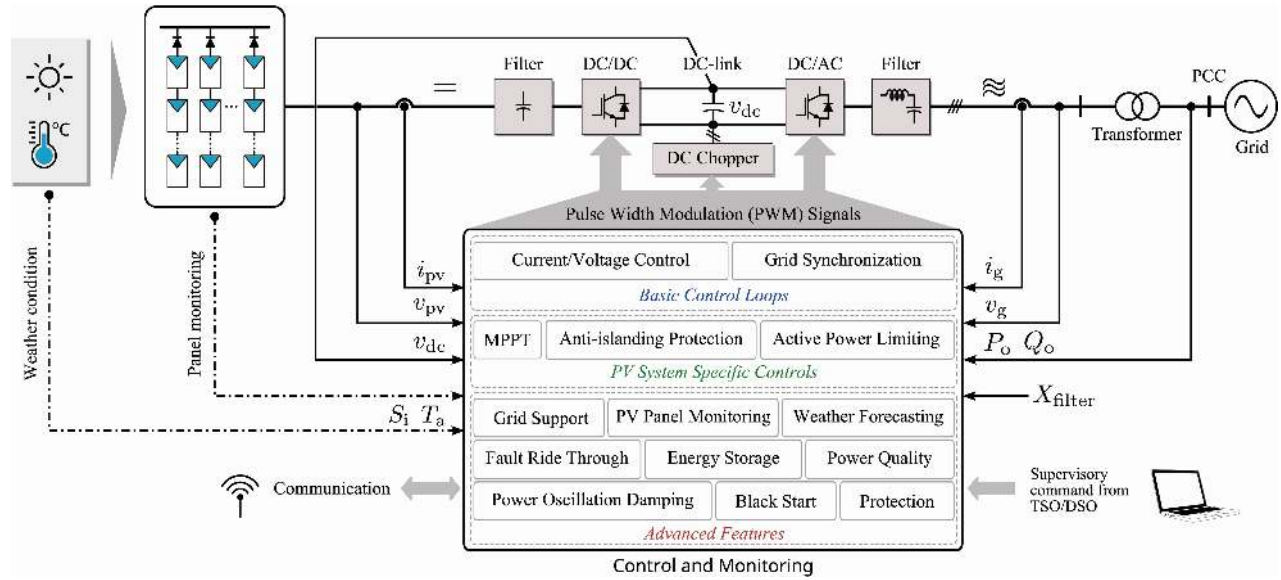 Filter
DC/DC
DC-link
DC/AC
Filter
PCC
=
≋
°C
v_dc
Transformer
Grid
DC Chopper
Pulse Width Modulation (PWM) Signals
Weather condition
Panel monitoring
i_pv
v_pv
v_dc
S_i T_a
Current/Voltage Control
Grid Synchronization
Basic Control Loops
MPPT
Anti-islanding Protection
Active Power Limiting
PV System Specific Controls
Grid Support
PV Panel Monitoring
Weather Forecasting
Fault Ride Through
Energy Storage
Power Quality
Power Oscillation Damping
Black Start
Protection
Advanced Features
Control and Monitoring
i_g
v_g
P_o Q_o
X_filter
Communication
Supervisory
command from
TSO/DSO